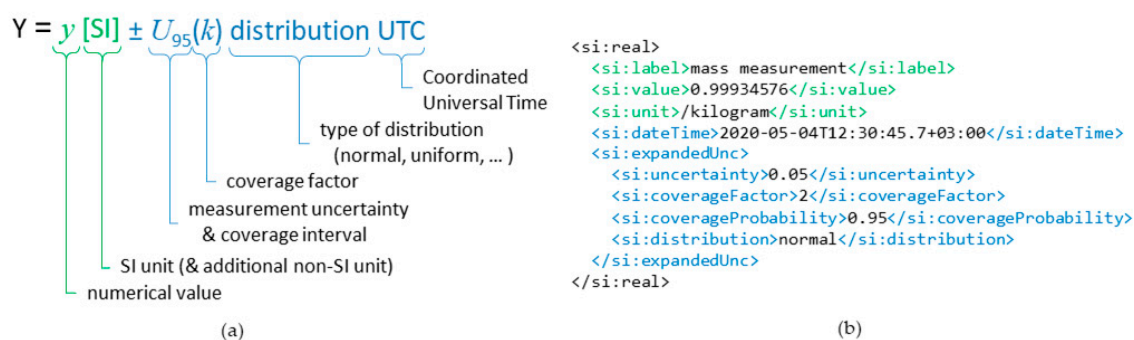 Y = y [SI] ± U95(k) distribution UTC
Coordinated
Universal Time
type of distribution
(normal, uniform, ... )
coverage factor
measurement uncertainty
& coverage interval
SI unit (& additional non-SI unit)
numerical value
(a)
<si:real>
<si:label>mass measurement</si:label>
<si:value>0.99934576</si:value>
<si:unit>/kilogram</si:unit>
<si:dateTime>2020-05-04T12:30:45.7+03:00</si:dateTime>
<si:expandedUnc>
<si:uncertainty>0.05</si:uncertainty>
<si:coverageFactor>2</si:coverageFactor>
<si:coverageProbability>0.95</si:coverageProbability>
<si:distribution>normal</si:distribution>
</si:expandedUnc>
</si:real>
(b)